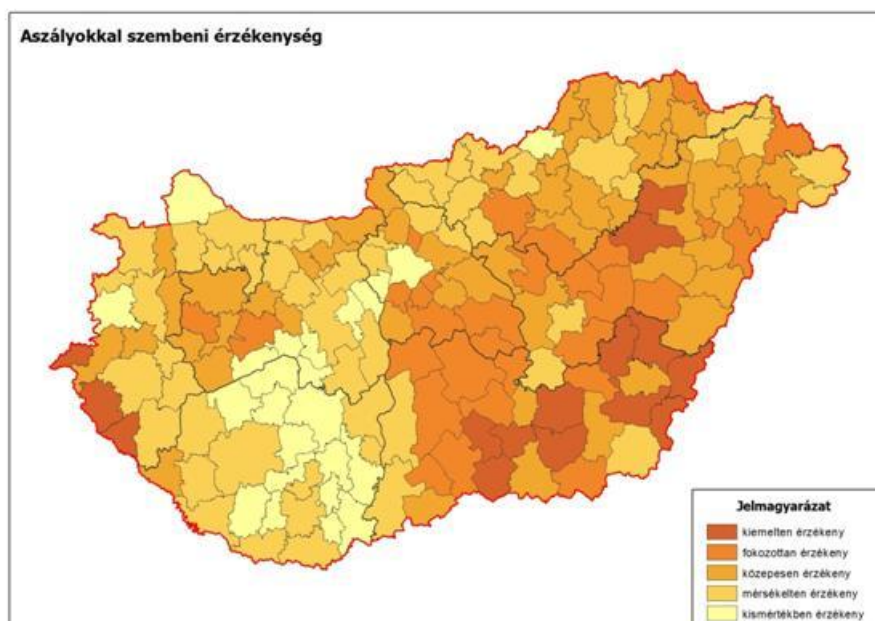 Aszályokkal szembeni érzékenység
Jelmagyarázat
kiemelten érzékeny
fokozottan érzékeny
közepesen érzékeny
mérsékelten érzékeny
kismértékben érzékeny